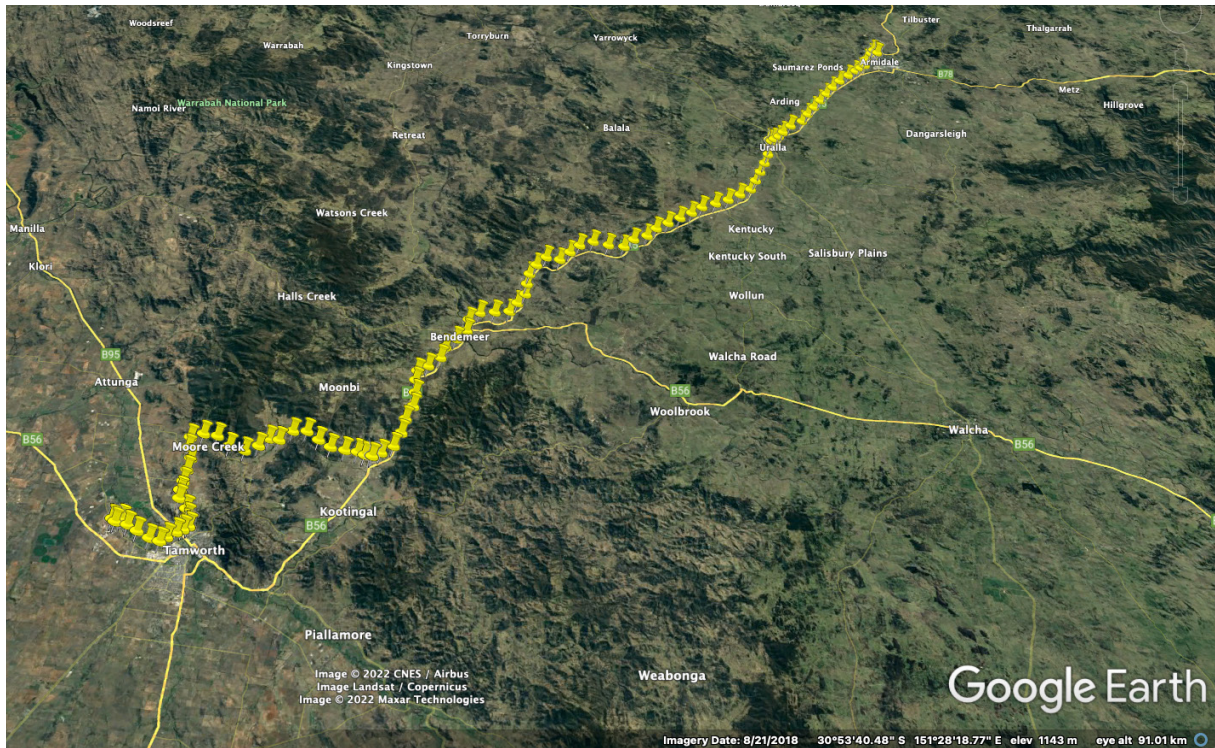 Woodsreef
Tilbuster
Torryburn
Yarrowyck
Thalgarrah
Warrabah
Kingstown
Saumarez Ponds
Armidale
B78
Metz
Warrabah National Park
Namoi River
Arding
Hillgrove
Retreat
Balala
Dangarsleigh
Uralla
Watsons Creek
Manilla
Kentucky
Klori
Kentucky South
Salisbury Plains
Halls Creek
Wollun
Bendemeer
B95
Walcha Road
Attunga
Moonbi
B56
Woolbrook
B56
Moore Creek
Walcha
B56
Kootingal
B56
Tamworth
Piallamore
Weabonga
Image © 2022 CNES / Airbus
Image Landsat / Copernicus
Image © 2022 Maxar Technologies
Google Earth
Imagery Date: 8/21/2018 30°53'40.48" S 151°28'18.77" E elev 1143 m eye alt 91.01 km